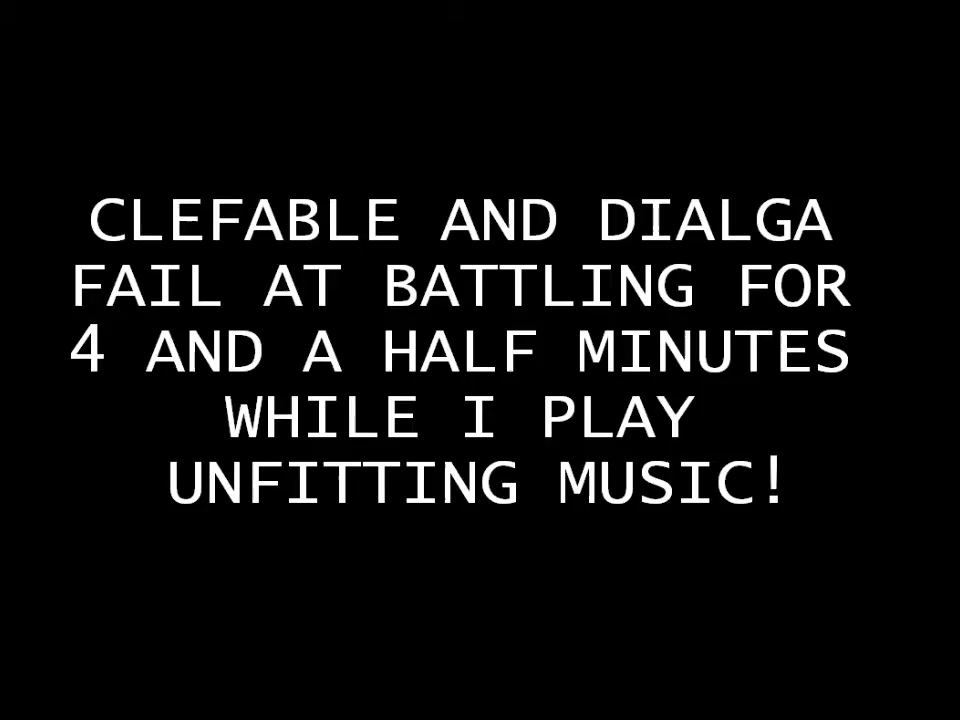 CLEFABLE AND DIALGA
FAIL AT BATTLING FOR
4 AND A HALF MINUTES
WHILE I PLAY
UNFITTING MUSIC!